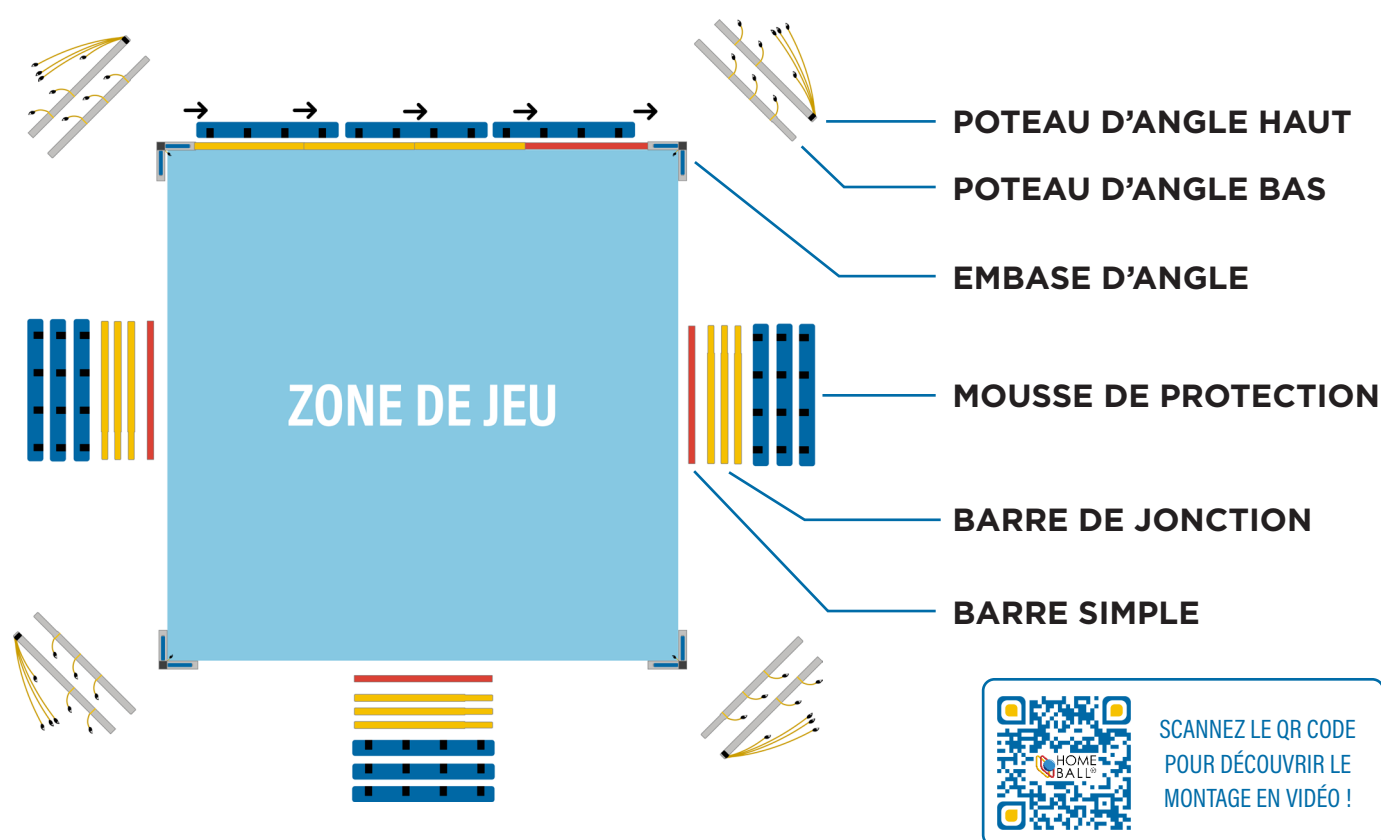 POTEAU D'ANGLE HAUT
POTEAU D'ANGLE BAS
EMBASE D'ANGLE
ZONE DE JEU
MOUSSE DE PROTECTION
BARRE DE JONCTION
BARRE SIMPLE
SCANNEZ LE QR CODE
POUR DÉCOUVRIR LE
MONTAGE EN VIDÉO !
HOME
BALL®